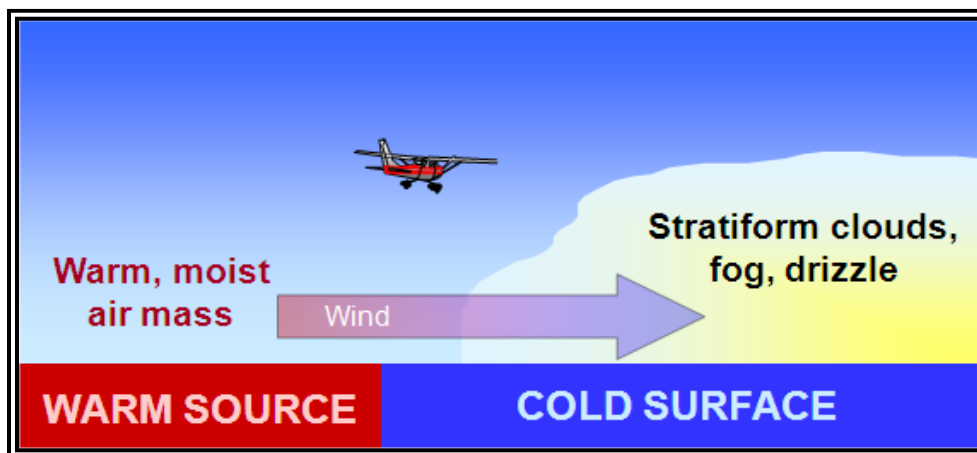 Stratiform clouds,
fog, drizzle
Warm, moist
air mass
Wind
WARM SOURCE
COLD SURFACE